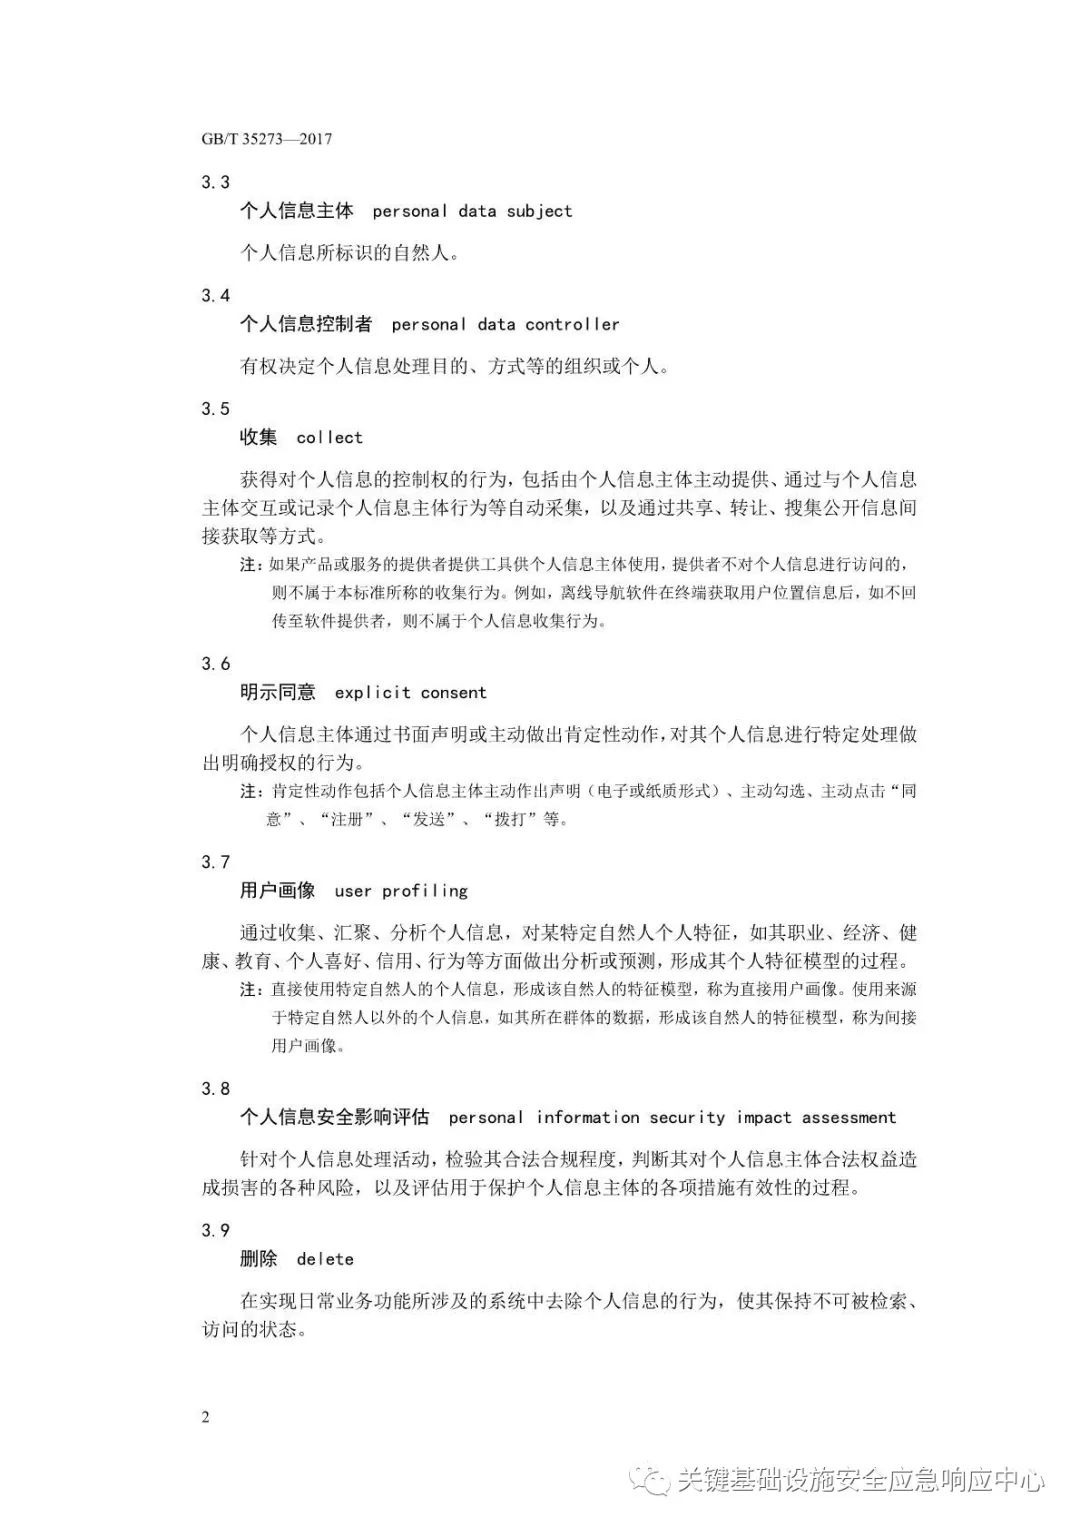 GB/T 35273—2017
3.3
个人信息主体 personal data subject
个人信息所标识的自然人。
3.4
个人信息控制者 personal data controller
有权决定个人信息处理目的、方式等的组织或个人。
3.5
收集 collect
获得对个人信息的控制权的行为，包括由个人信息主体主动提供、通过与个人信息
主体交互或记录个人信息主体行为等自动采集，以及通过共享、转让、搜集公开信息间
接获取等方式。
注：如果产品或服务的提供者提供工具供个人信息主体使用，提供者不对个人信息进行访问的，
则不属于本标准所称的收集行为。例如，离线导航软件在终端获取用户位置信息后，如不回
传至软件提供者，则不属于个人信息收集行为。
3.6
明示同意 explicit consent
个人信息主体通过书面声明或主动做出肯定性动作，对其个人信息进行特定处理做
出明确授权的行为。
注：肯定性动作包括个人信息主体主动作出声明（电子或纸质形式）、主动勾选、主动点击“同
意”、“注册”、“发送”、“拨打”等。
3.7
用户画像 user profiling
通过收集、汇聚、分析个人信息，对某特定自然人个人特征，如其职业、经济、健
康、教育、个人喜好、信用、行为等方面做出分析或预测，形成其个人特征模型的过程。
注：直接使用特定自然人的个人信息，形成该自然人的特征模型，称为直接用户画像。使用来源
于特定自然人以外的个人信息，如其所在群体的数据，形成该自然人的特征模型，称为间接
用户画像。
3.8
个人信息安全影响评估 personal information security impact assessment
针对个人信息处理活动，检验其合法合规程度，判断其对个人信息主体合法权益造
成损害的各种风险，以及评估用于保护个人信息主体的各项措施有效性的过程。
3.9
删除 delete
在实现日常业务功能所涉及的系统中去除个人信息的行为，使其保持不可被检索、
访问的状态。
2
关键基础设施安全应急响应中心